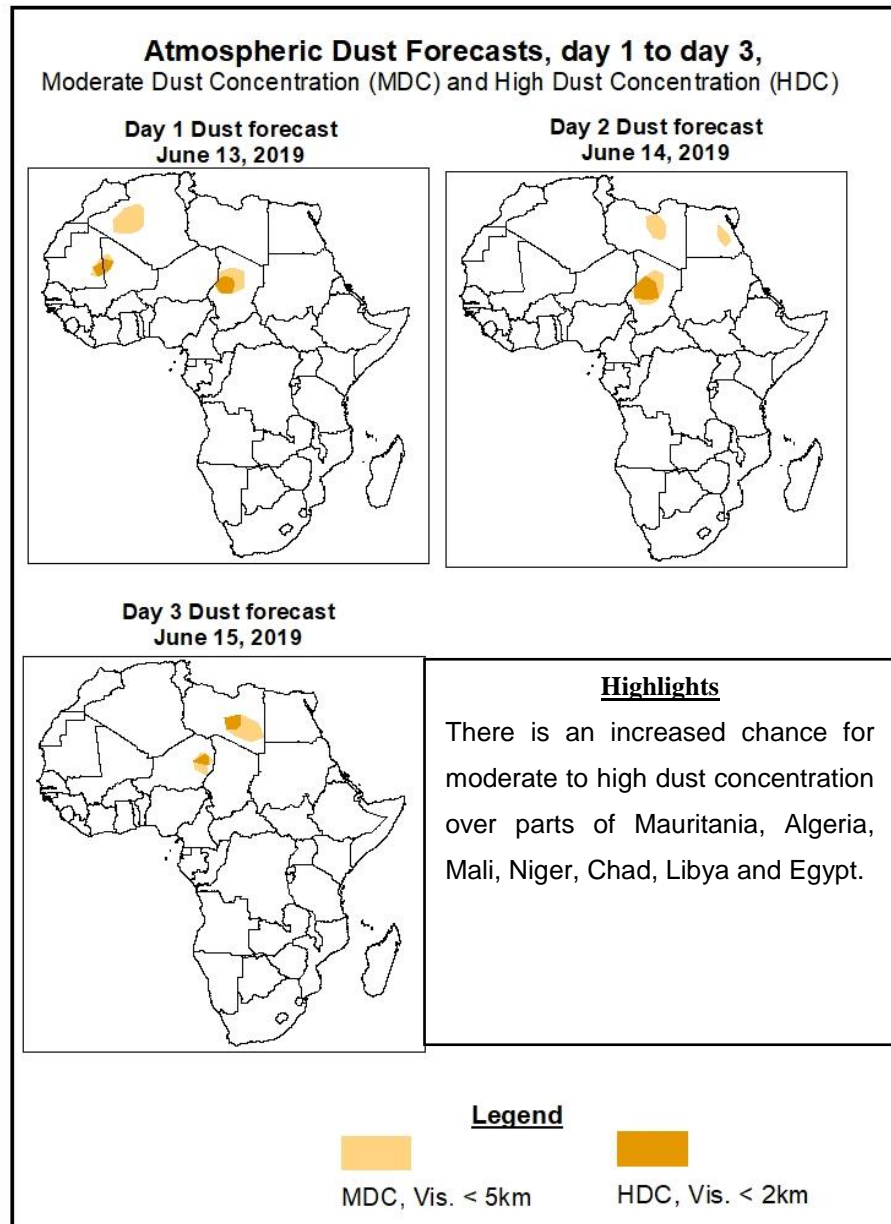 Atmospheric Dust Forecasts, day 1 to day 3,
Moderate Dust Concentration (MDC) and High Dust Concentration (HDC)
Day 1 Dust forecast
June 13, 2019
Day 2 Dust forecast
June 14, 2019
Day 3 Dust forecast
June 15, 2019
Highlights
There is an increased chance for
moderate to high dust concentration
over parts of Mauritania, Algeria,
Mali, Niger, Chad, Libya and Egypt.
Legend
MDC, Vis. < 5km
HDC, Vis. < 2km